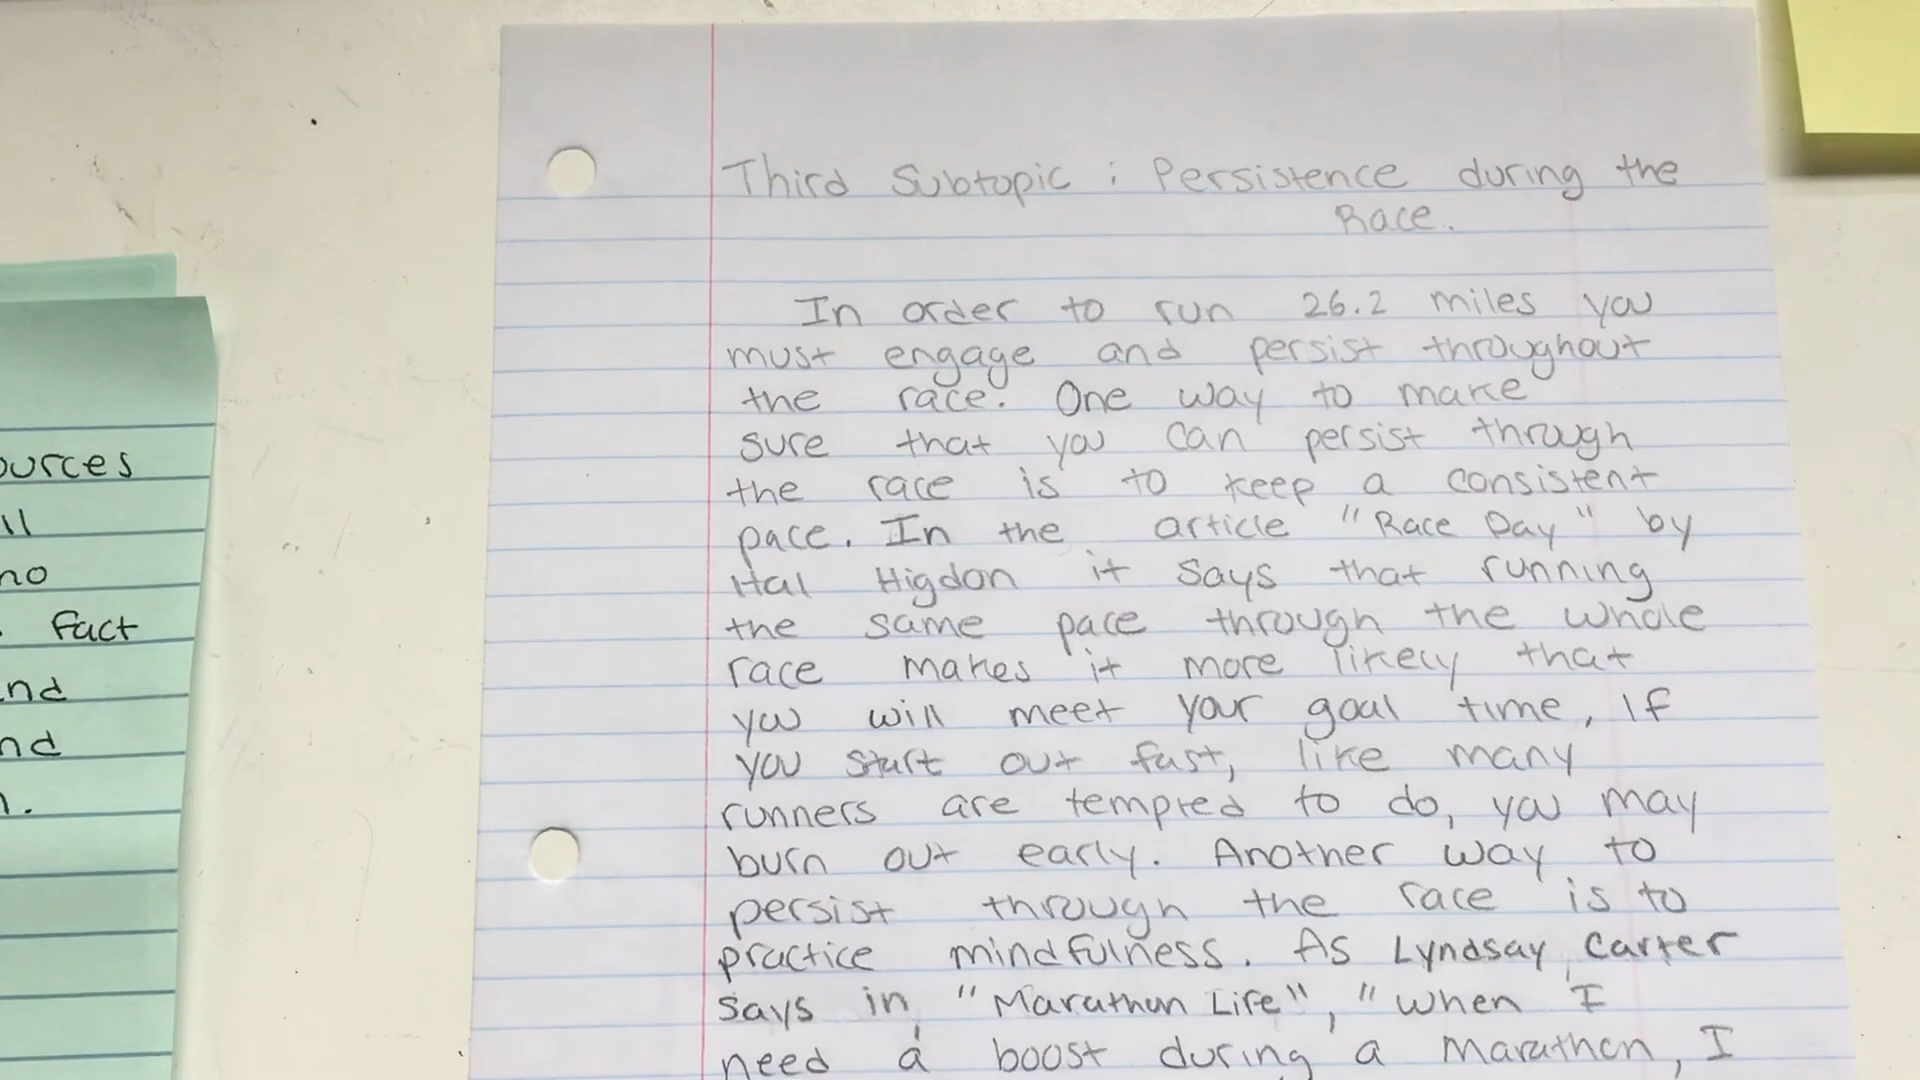 Third Subtopic : Persistence during the
Race.
In order to run 26.2 miles you
must engage and persist throughout
the race. One way to make
sure that you can persist through
the race is to keep a consistent
pace. In the article "Race Day" by
Hal Higdon it says that running
the same pace through the whole
race makes it more likely that
you will meet your goal time, If
you start out fast, like many
runners are tempted to do, you may
burn out early. Another way to
persist through the race is to
practice mindfulness. As Lyndsay Carter
says in, "Marathon Life", "when I
need a boost during a marathon, I
ources
ll
no
. fact
nd
nd
.